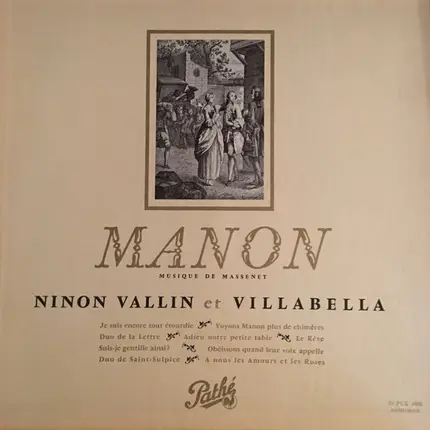 MANON
MUSIQUE DE MASSENET
NINON VALLIN et VILLABELLA
Je suis encore tout étourdie Voyons Manon plus de chimères
Duo de la Lettre Adieu notre petite table Le Rêve
Suis-je gentille ainsi? Obéissons quand leur voix appelle
Duo de Saint-Sulpice A nous les Amours et les Roses
Pathé